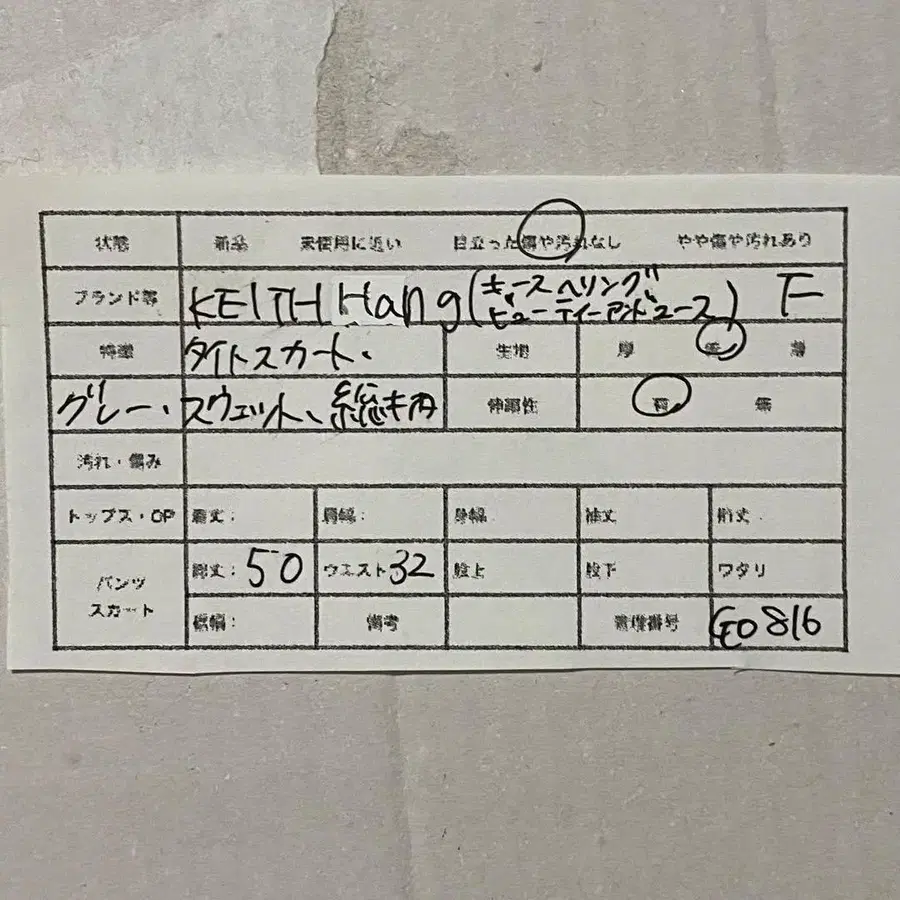 状態 新品 未使用に近い 目立った傷や汚れなし やや傷や汚れあり
ブランド等 KEITH Hang(キースヘリング ビューティーアンドユース) F
特徴 タイトスカート、 生地 厚 普 薄
グレー、スウェット、総柄 伸縮性 有 無
汚れ・傷み
トップス・OP 着丈: 肩幅: 身幅 袖丈 裄丈
パンツ スカート 総丈: 50 ウエスト 32 股上 股下 ワタリ
裾幅: 備考 管理番号 E0816